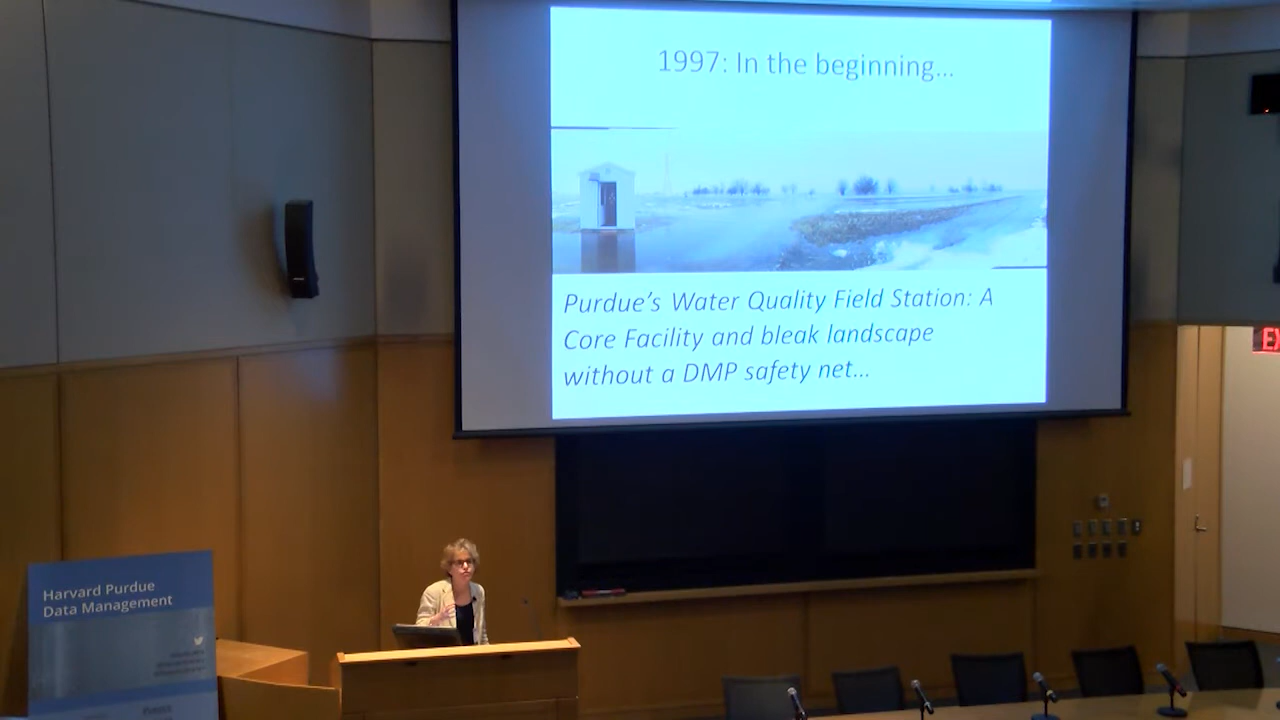 1997: In the beginning...
Purdue's Water Quality Field Station: A
Core Facility and bleak landscape
without a DMP safety net...
Harvard Purdue
Data Management
EX